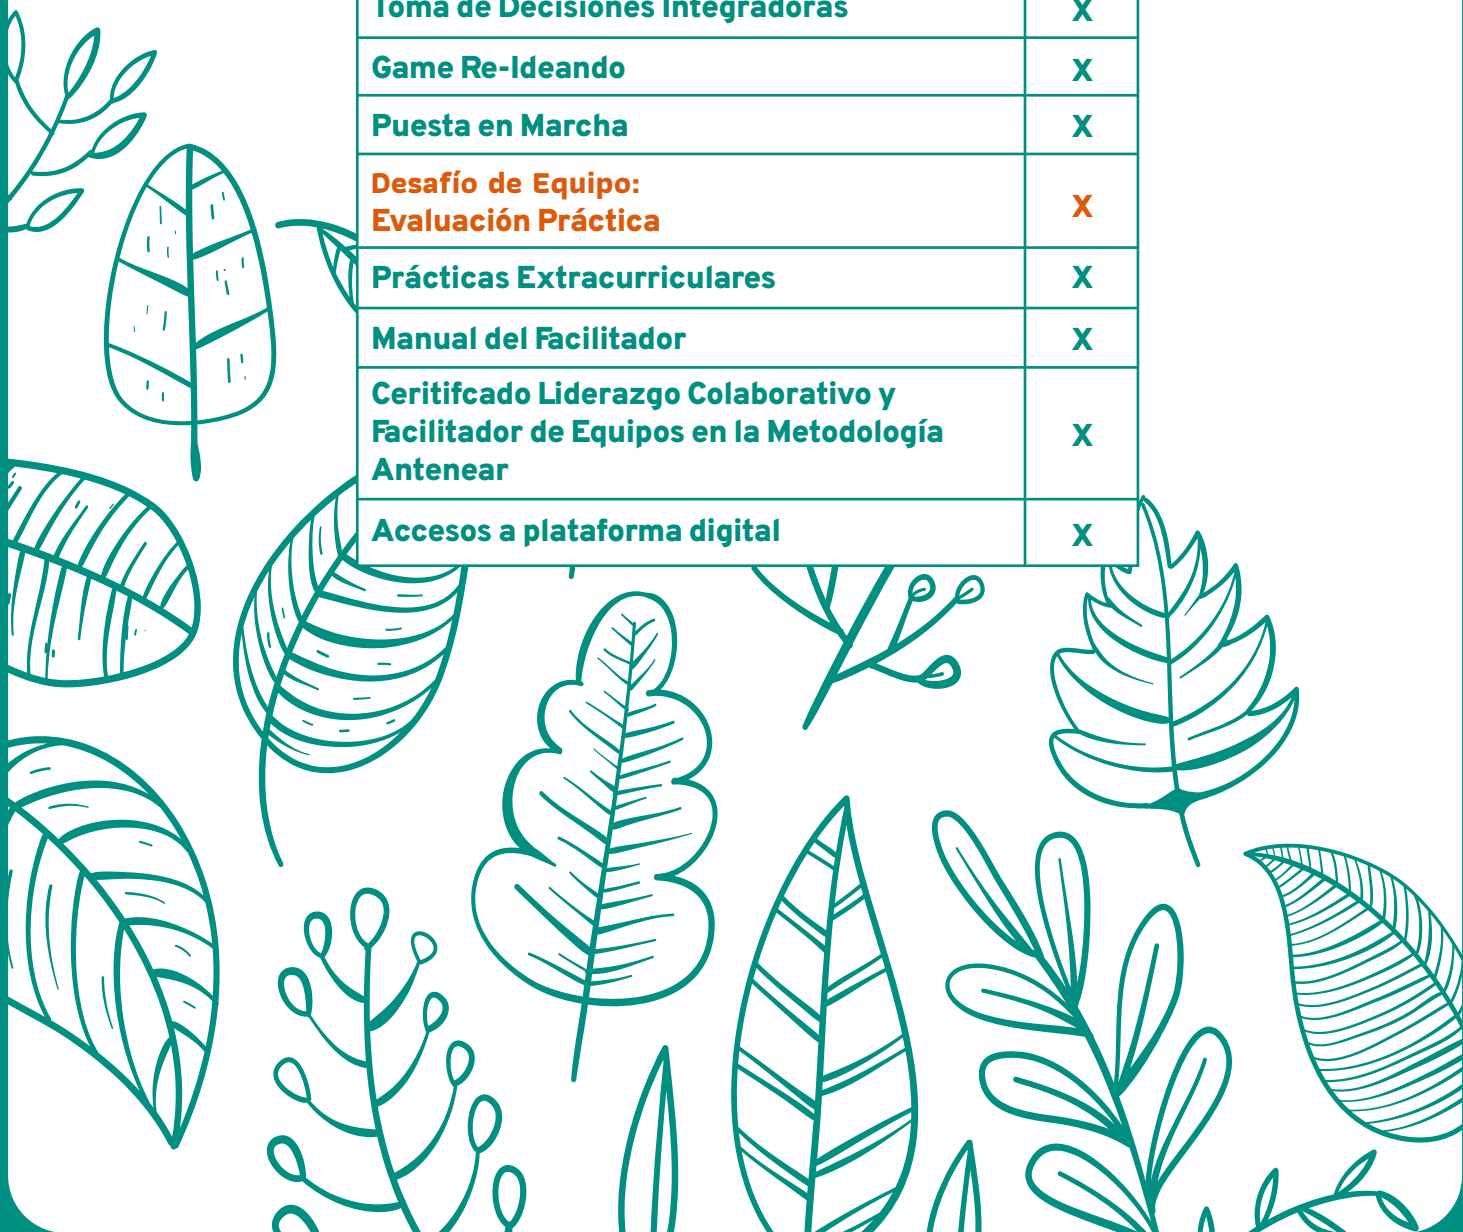 Toma de Decisiones Integradoras X
Game Re-Ideando X
Puesta en Marcha X
Desafío de Equipo:
Evaluación Práctica X
Prácticas Extracurriculares X
Manual del Facilitador X
Ceritifcado Liderazgo Colaborativo y
Facilitador de Equipos en la Metodología X
Antenear
Accesos a plataforma digital X